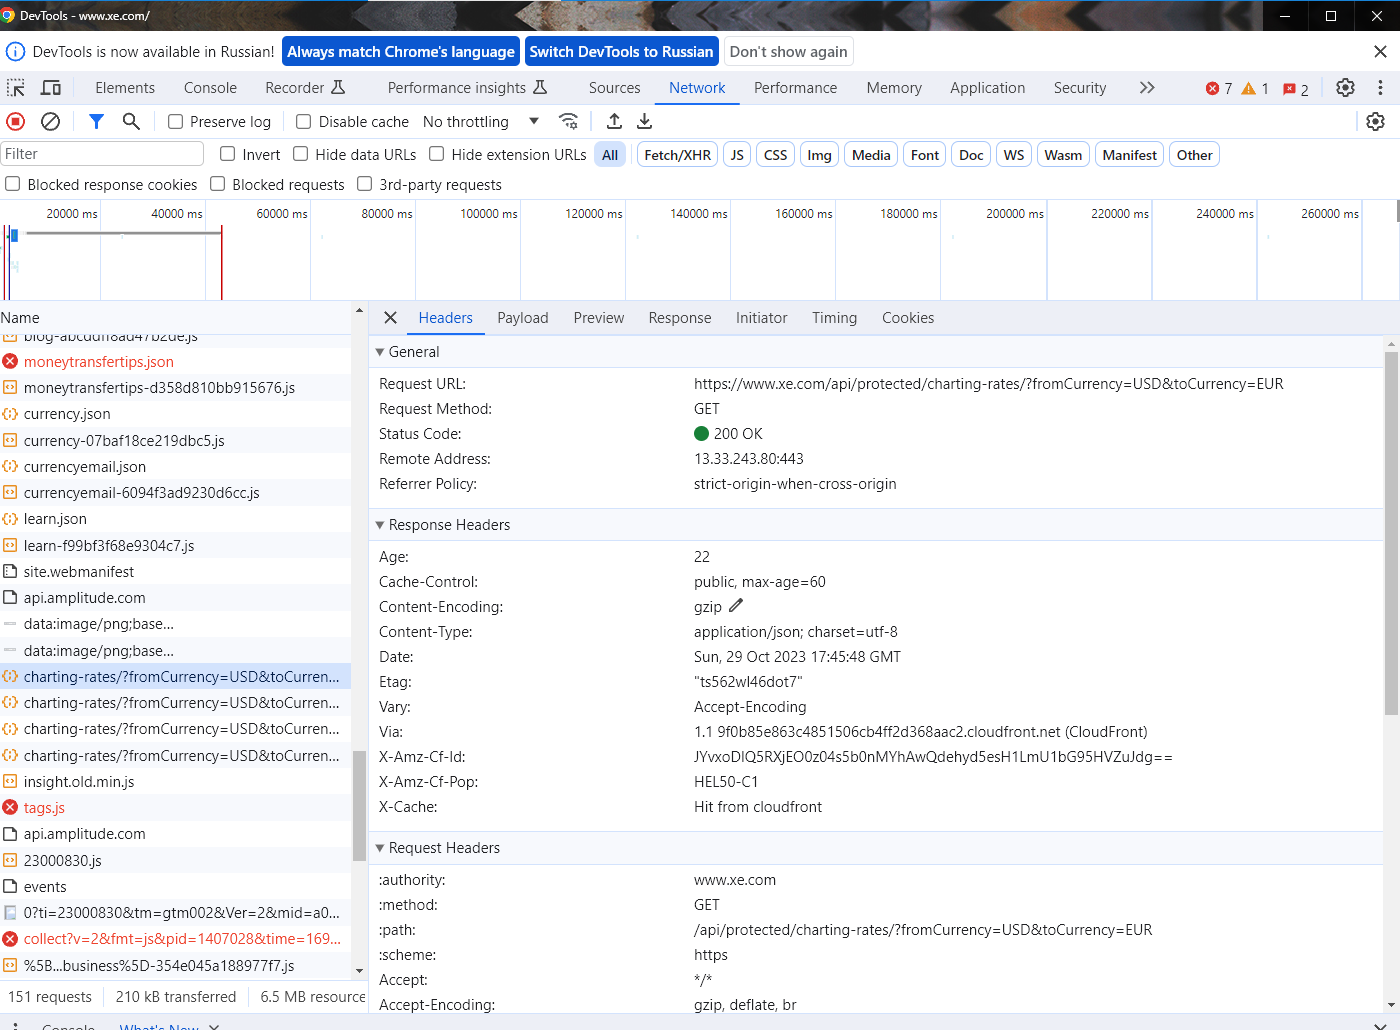 DevTools - www.xe.com/
DevTools is now available in Russian! Always match Chrome's language Switch DevTools to Russian Don't show again
Elements Console Recorder Performance insights Sources Network Performance Memory Application Security 7 1 2
Preserve log Disable cache No throttling
Filter Invert Hide data URLs Hide extension URLs All Fetch/XHR JS CSS Img Media Font Doc WS Wasm Manifest Other
Blocked response cookies Blocked requests 3rd-party requests
20000 ms 40000 ms 60000 ms 80000 ms 100000 ms 120000 ms 140000 ms 160000 ms 180000 ms 200000 ms 220000 ms 240000 ms 260000 ms
Name
moneytransfertips.json
moneytransfertips-d358d810bb915676.js
currency.json
currency-07baf18ce219dbc5.js
currencyemail.json
currencyemail-6094f3ad9230d6cc.js
learn.json
learn-f99bf3f68e9304c7.js
site.webmanifest
api.amplitude.com
data:image/png;base...
data:image/png;base...
charting-rates/?fromCurrency=USD&toCurren...
charting-rates/?fromCurrency=USD&toCurren...
charting-rates/?fromCurrency=USD&toCurren...
charting-rates/?fromCurrency=USD&toCurren...
insight.old.min.js
tags.js
api.amplitude.com
23000830.js
events
0?ti=23000830&tm=gtm002&Ver=2&mid=a0...
collect?v=2&fmt=js&pid=1407028&time=169...
%5B...business%5D-354e045a188977f7.js
151 requests 210 kB transferred 6.5 MB resource
Headers Payload Preview Response Initiator Timing Cookies
General
Request URL: https://www.xe.com/api/protected/charting-rates/?fromCurrency=USD&toCurrency=EUR
Request Method: GET
Status Code: 200 OK
Remote Address: 13.33.243.80:443
Referrer Policy: strict-origin-when-cross-origin
Response Headers
Age: 22
Cache-Control: public, max-age=60
Content-Encoding: gzip
Content-Type: application/json; charset=utf-8
Date: Sun, 29 Oct 2023 17:45:48 GMT
Etag: "ts562wl46dot7"
Vary: Accept-Encoding
Via: 1.1 9f0b85e863c4851506cb4ff2d368aac2.cloudfront.net (CloudFront)
X-Amz-Cf-Id: JYvxoDlQ5RXjEO0z04s5b0nMYhAwQdehyd5esH1LmU1bG95HVZuJdg==
X-Amz-Cf-Pop: HEL50-C1
X-Cache: Hit from cloudfront
Request Headers
:authority: www.xe.com
:method: GET
:path: /api/protected/charting-rates/?fromCurrency=USD&toCurrency=EUR
:scheme: https
Accept: */*
Accept-Encoding: gzip, deflate, br
Console What's New